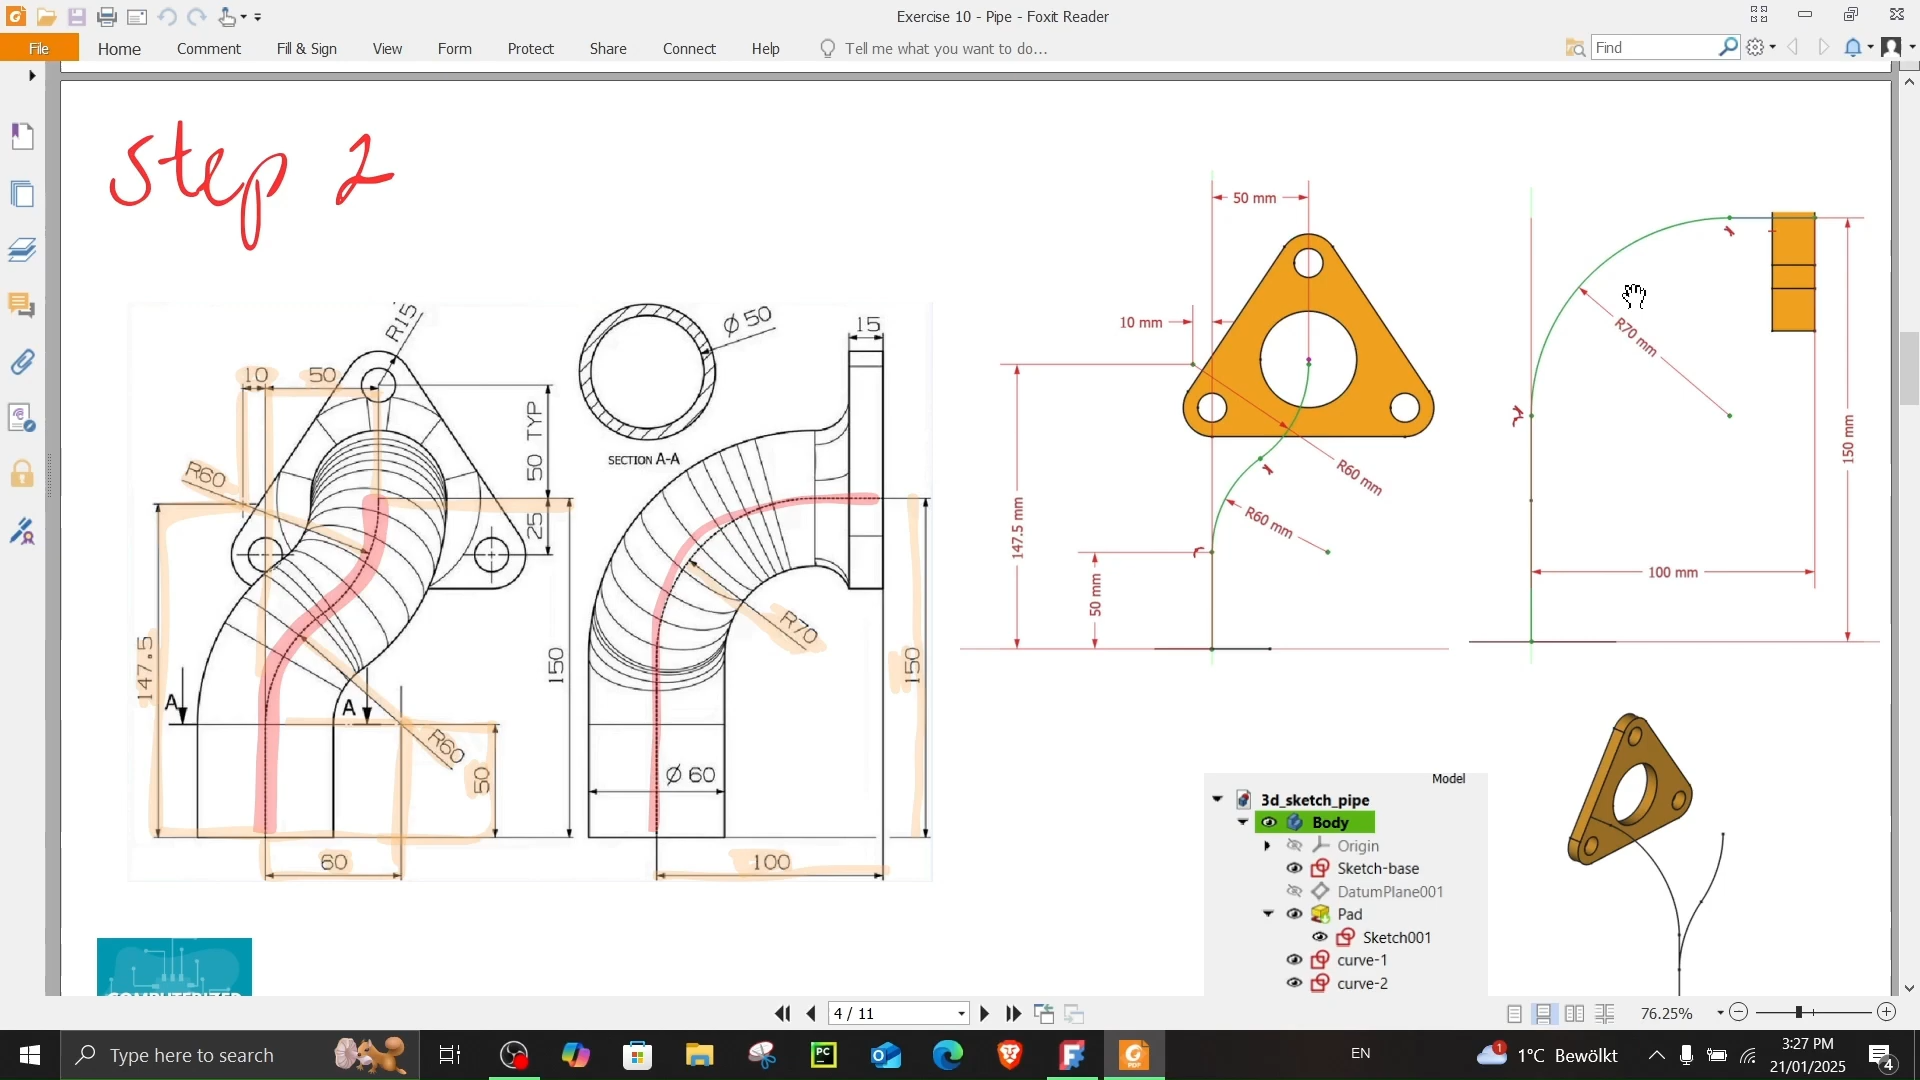 Exercise 10 - Pipe - Foxit Reader
File Home Comment Fill & Sign View Form Protect Share Connect Help Tell me what you want to do... Find
Step 2
R15
10 50
R60
50 TYP
25
147.5
150
A A
R60
50
60
Ø 50
SECTION A-A
15
R70
150
Ø 60
100
50 mm
10 mm
147.5 mm
R60 mm
R60 mm
50 mm
R70 mm
150 mm
100 mm
Model
3d_sketch_pipe
Body
Origin
Sketch-base
DatumPlane001
Pad
Sketch001
curve-1
curve-2
COMPUTERIZED
4 / 11
76.25%
Type here to search
PC
EN
1
1°C Bewölkt
3:27 PM
21/01/2025
4